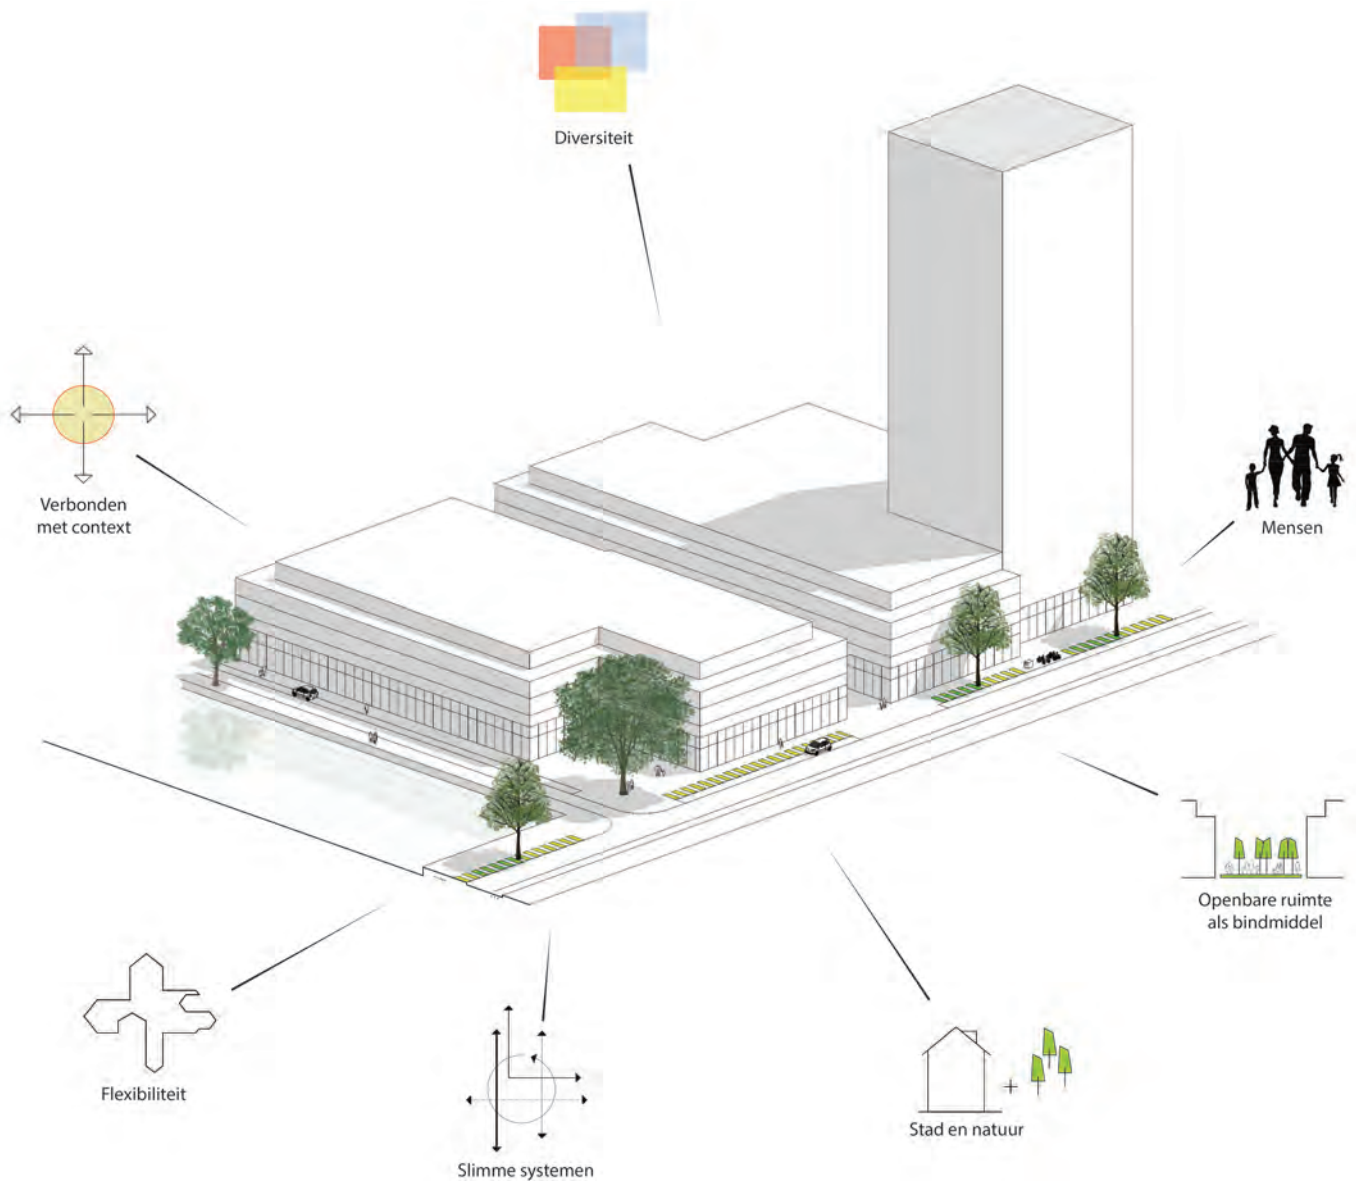 Diversiteit
Verbonden
met context
Mensen
Openbare ruimte
als bindmiddel
Flexibiliteit
Stad en natuur
Slimme systemen